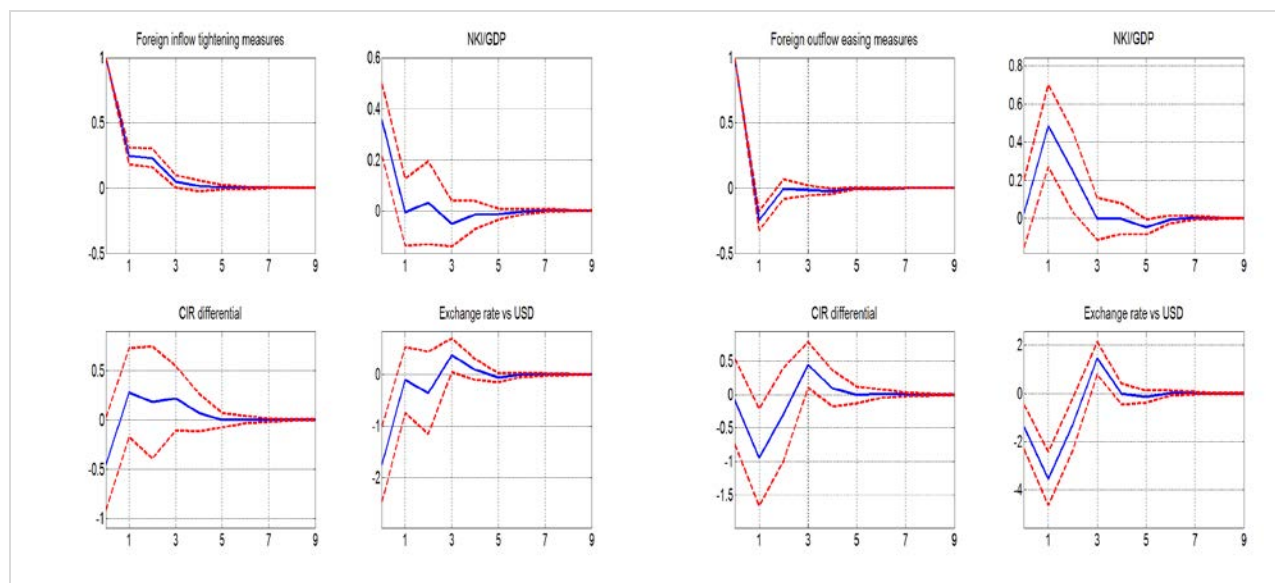 Foreign inflow tightening measures
1
0.5
0
-0.5
1 3 5 7 9
NKI/GDP
0.6
0.4
0.2
0
1 3 5 7 9
Foreign outflow easing measures
1
0.5
0
-0.5
1 3 5 7 9
NKI/GDP
0.8
0.6
0.4
0.2
0
1 3 5 7 9
CIR differential
0.5
0
-0.5
-1
1 3 5 7 9
Exchange rate vs USD
0
-1
-2
1 3 5 7 9
CIR differential
0.5
0
-0.5
-1
-1.5
1 3 5 7 9
Exchange rate vs USD
2
0
-2
-4
1 3 5 7 9